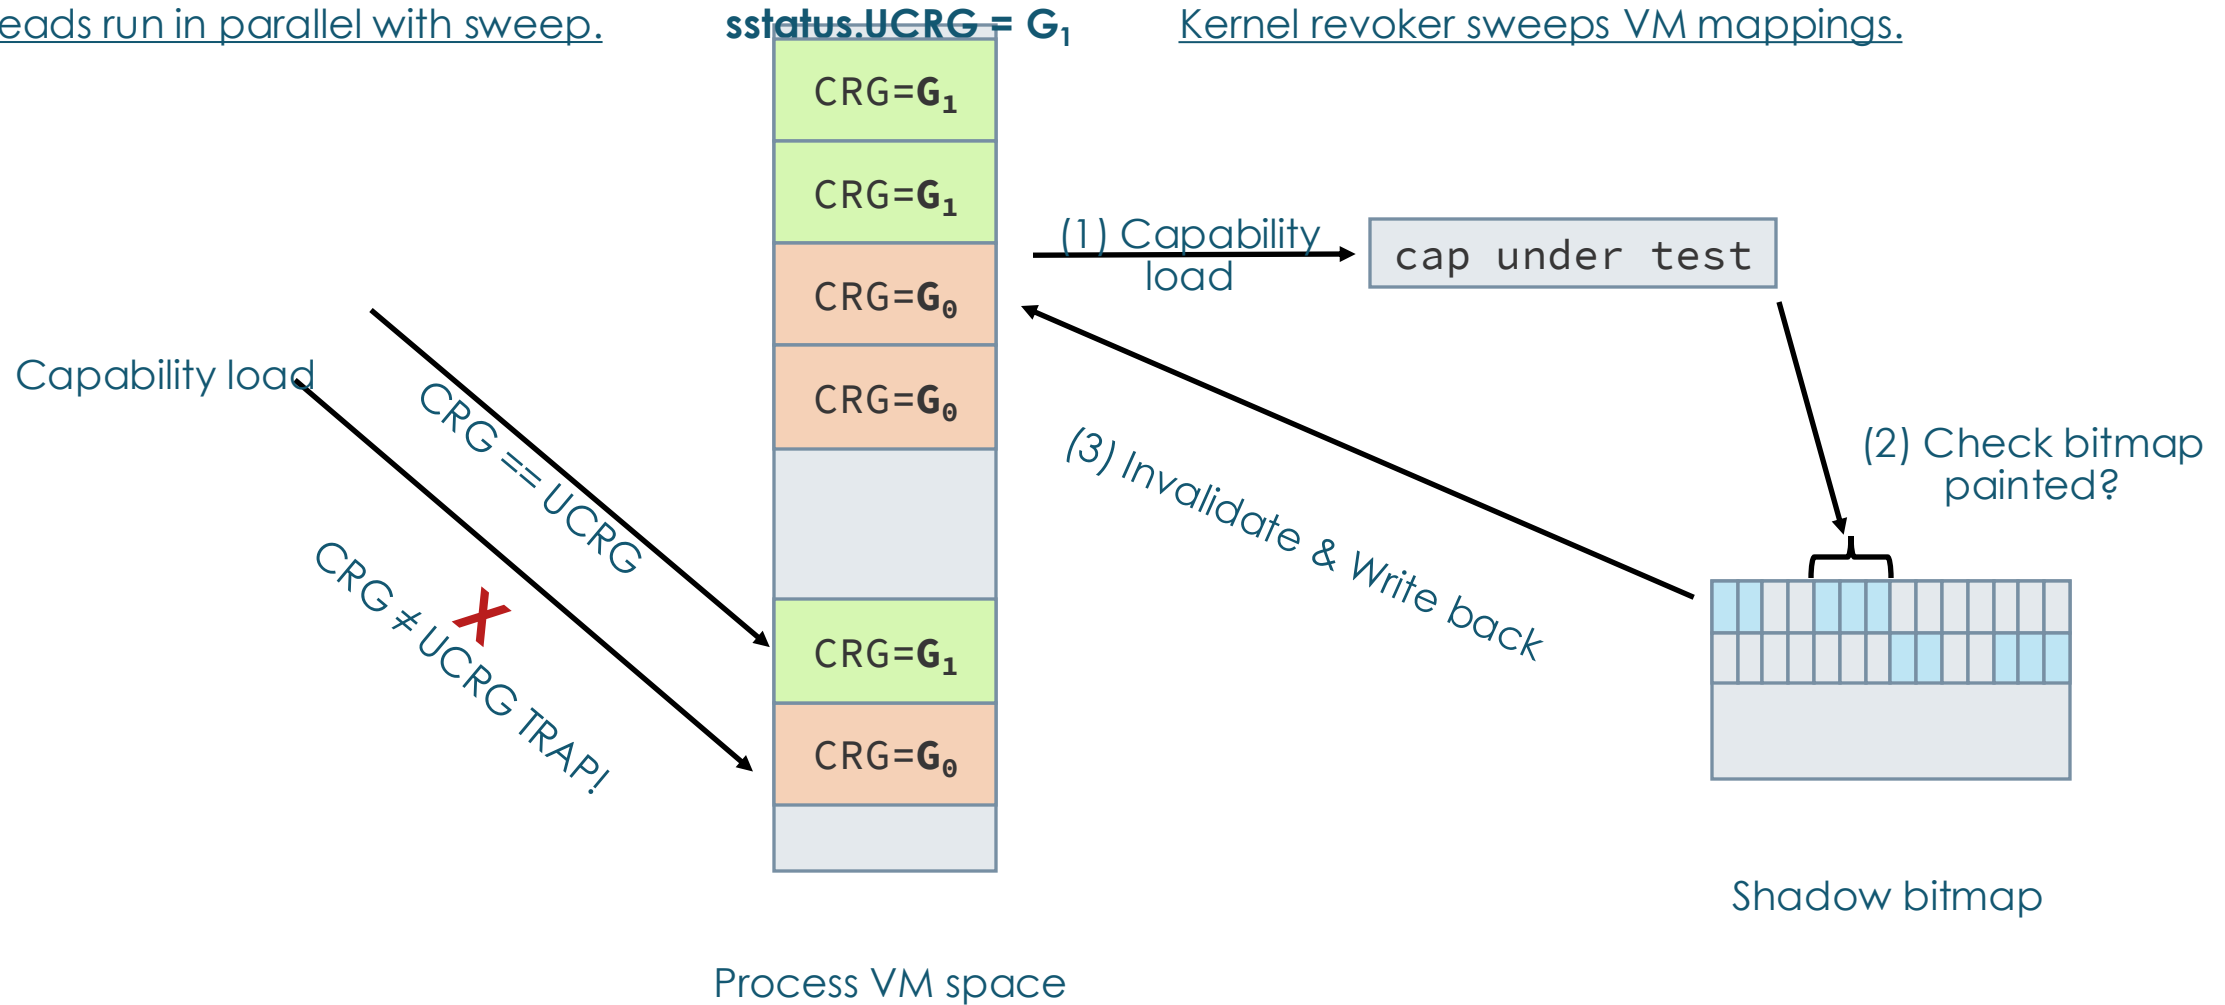 eads run in parallel with sweep.
sstatus.UCRG = G₁
Kernel revoker sweeps VM mappings.
CRG=G₁
CRG=G₁
CRG=G₀
CRG=G₀
CRG=G₁
CRG=G₀
Capability load
CRG == UCRG
CRG ≠ UCRG TRAP!
X
(1) Capability
load
cap under test
(2) Check bitmap
painted?
(3) Invalidate & Write back
Shadow bitmap
Process VM space